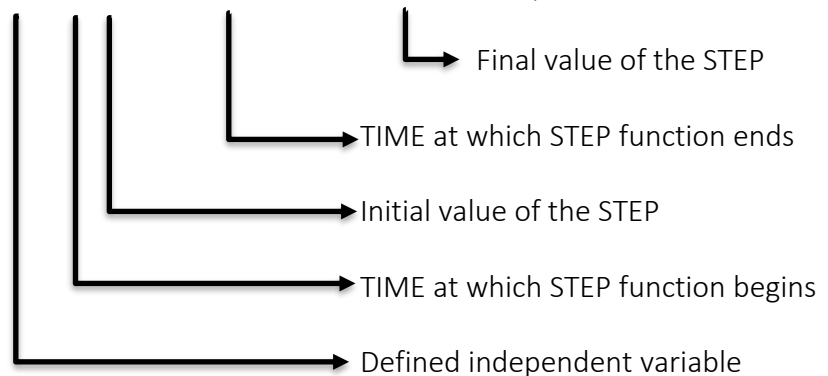 Final value of the STEP
TIME at which STEP function ends
Initial value of the STEP
TIME at which STEP function begins
Defined independent variable